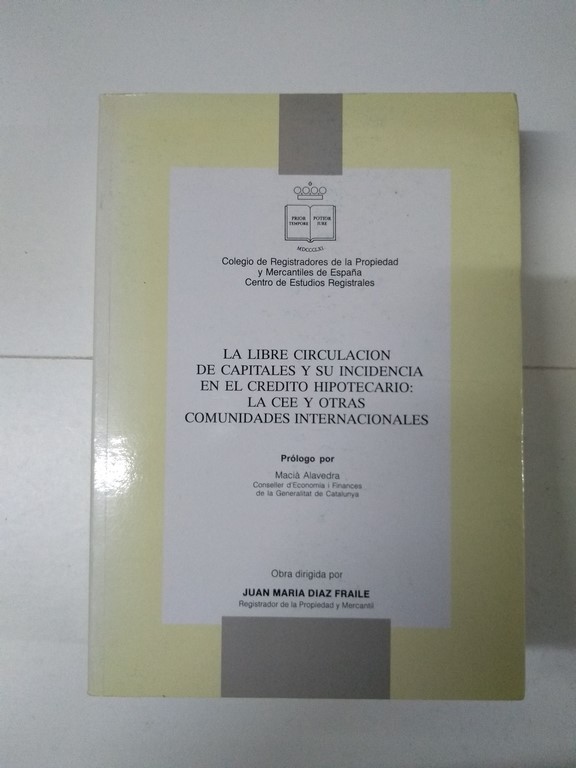 PRIOR TEMPORE
POTIOR IURE
MDCCCLXI
Colegio de Registradores de la Propiedad
y Mercantiles de España
Centro de Estudios Registrales
LA LIBRE CIRCULACION
DE CAPITALES Y SU INCIDENCIA
EN EL CREDITO HIPOTECARIO:
LA CEE Y OTRAS
COMUNIDADES INTERNACIONALES
Prólogo por
Macià Alavedra
Conseller d'Economia i Finances
de la Generalitat de Catalunya
Obra dirigida por
JUAN MARIA DIAZ FRAILE
Registrador de la Propiedad y Mercantil